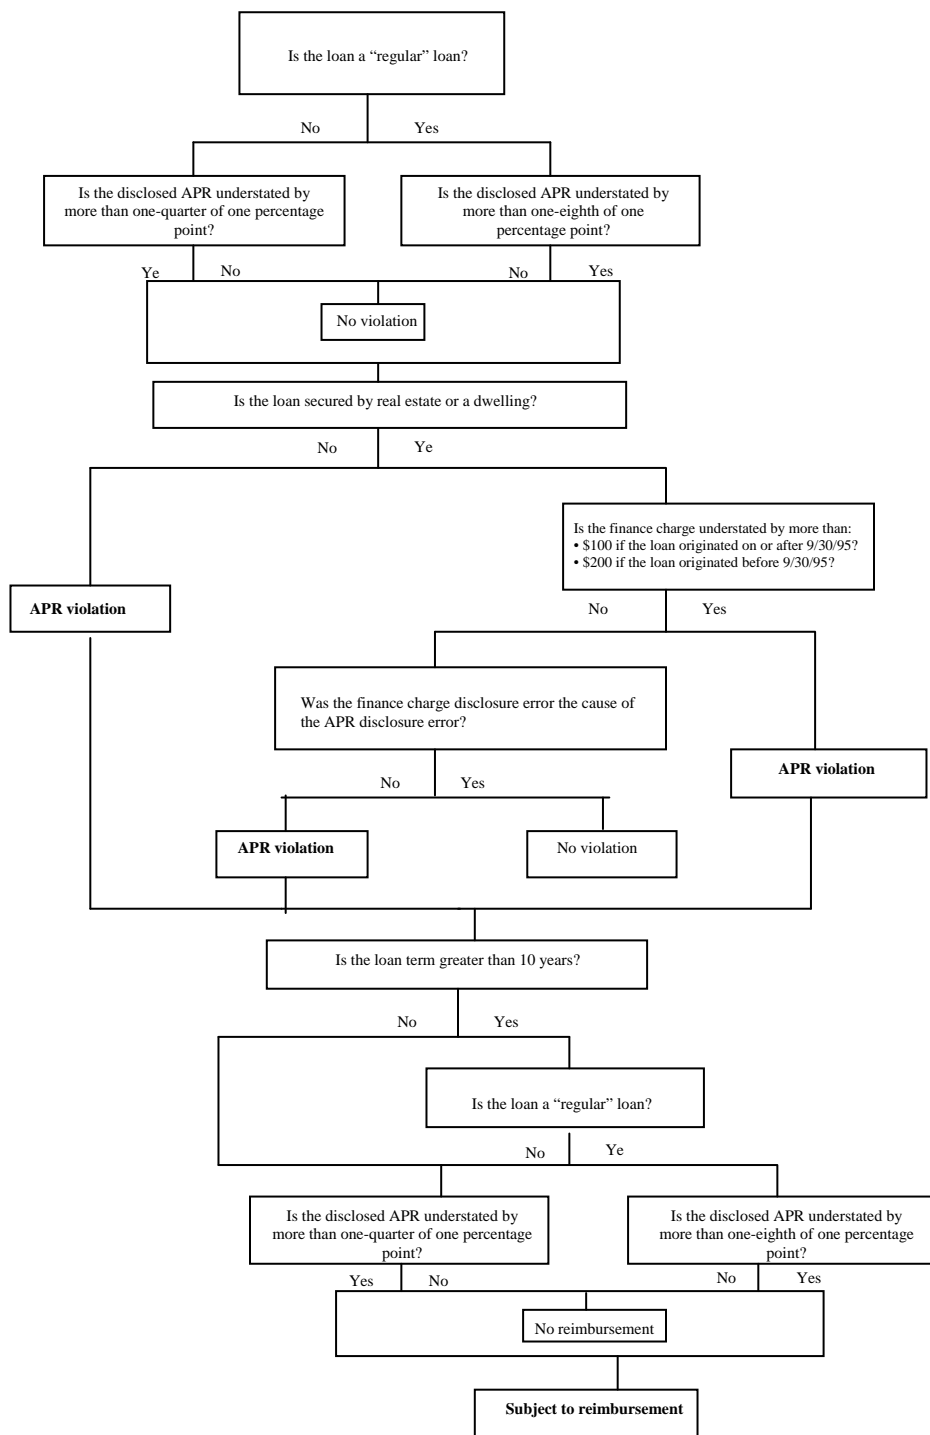 Is the loan a “regular” loan?
No
Yes
Is the disclosed APR understated by
more than one-quarter of one percentage
point?
Is the disclosed APR understated by
more than one-eighth of one
percentage point?
Ye
No
No
Yes
No violation
Is the loan secured by real estate or a dwelling?
No
Ye
Is the finance charge understated by more than:
• $100 if the loan originated on or after 9/30/95?
• $200 if the loan originated before 9/30/95?
APR violation
No
Yes
Was the finance charge disclosure error the cause of
the APR disclosure error?
APR violation
No
Yes
APR violation
No violation
Is the loan term greater than 10 years?
No
Yes
Is the loan a “regular” loan?
No
Ye
Is the disclosed APR understated by
more than one-quarter of one percentage
point?
Is the disclosed APR understated by
more than one-eighth of one percentage
point?
Yes
No
No
Yes
No reimbursement
Subject to reimbursement